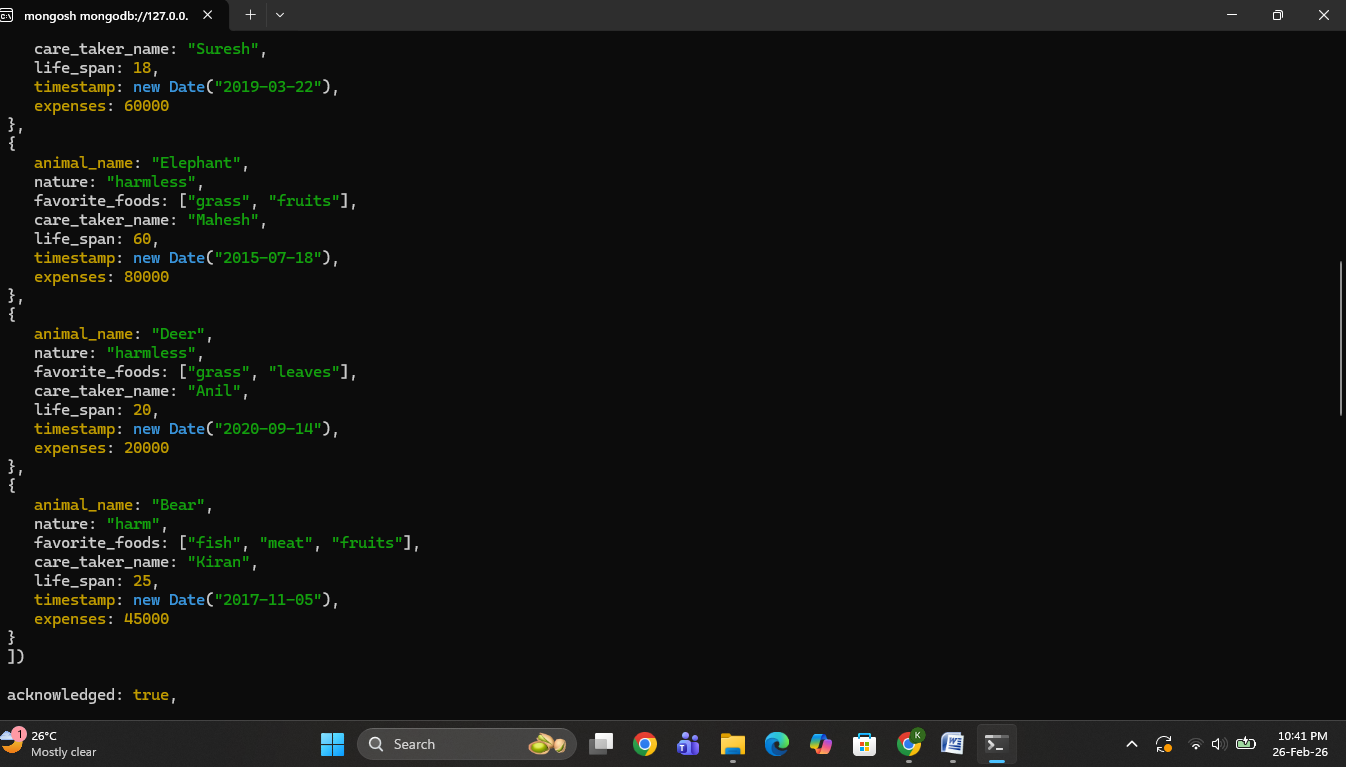 mongosh mongodb://127.0.0.
care_taker_name: "Suresh",
life_span: 18,
timestamp: new Date("2019-03-22"),
expenses: 60000
},
{
animal_name: "Elephant",
nature: "harmless",
favorite_foods: ["grass", "fruits"],
care_taker_name: "Mahesh",
life_span: 60,
timestamp: new Date("2015-07-18"),
expenses: 80000
},
{
animal_name: "Deer",
nature: "harmless",
favorite_foods: ["grass", "leaves"],
care_taker_name: "Anil",
life_span: 20,
timestamp: new Date("2020-09-14"),
expenses: 20000
},
{
animal_name: "Bear",
nature: "harm",
favorite_foods: ["fish", "meat", "fruits"],
care_taker_name: "Kiran",
life_span: 25,
timestamp: new Date("2017-11-05"),
expenses: 45000
}
])
acknowledged: true,
1
26°C
Mostly clear
Search
K
10:41 PM
26-Feb-26